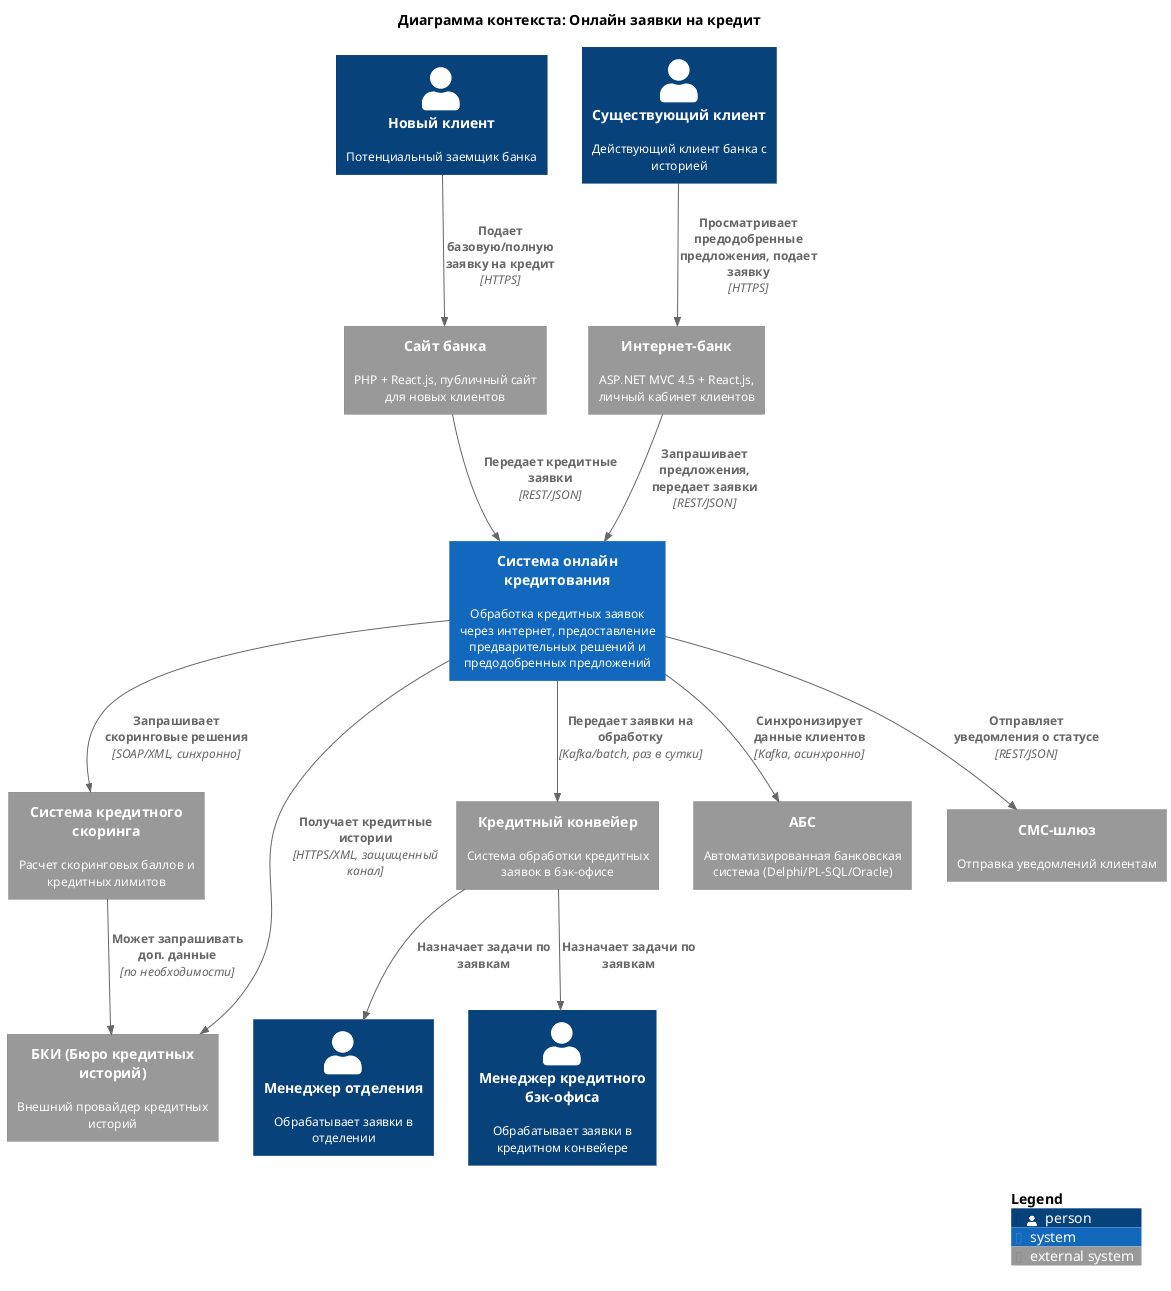 Диаграмма контекста: Онлайн заявки на кредит
Новый клиент
Потенциальный заемщик банка
Существующий клиент
Действующий клиент банка с
историей
Подает
базовую/полную
заявку на кредит
[HTTPS]
Просматривает
предодобренные
предложения, подает
заявку
[HTTPS]
Сайт банка
PHP + React.js, публичный сайт
для новых клиентов
Интернет-банк
ASP.NET MVC 4.5 + React.js,
личный кабинет клиентов
Передает кредитные
заявки
[REST/JSON]
Запрашивает
предложения,
передает заявки
[REST/JSON]
Система онлайн
кредитования
Обработка кредитных заявок
через интернет, предоставление
предварительных решений и
предодобренных предложений
Запрашивает
скоринговые решения
[SOAP/XML, синхронно]
Получает кредитные
истории
[HTTPS/XML, защищенный
канал]
Передает заявки на
обработку
[Kafka/batch, раз в сутки]
Синхронизирует
данные клиентов
[Kafka, асинхронно]
Отправляет
уведомления о статусе
[REST/JSON]
Система кредитного
скоринга
Расчет скоринговых баллов и
кредитных лимитов
Кредитный конвейер
Система обработки кредитных
заявок в бэк-офисе
АБС
Автоматизированная банковская
система (Delphi/PL-SQL/Oracle)
СМС-шлюз
Отправка уведомлений клиентам
Может запрашивать
доп. данные
[по необходимости]
Назначает задачи по
заявкам
Назначает задачи по
заявкам
БКИ (Бюро кредитных
историй)
Внешний провайдер кредитных
историй
Менеджер отделения
Обрабатывает заявки в
отделении
Менеджер кредитного
бэк-офиса
Обрабатывает заявки в
кредитном конвейере
Legend
person
system
external system